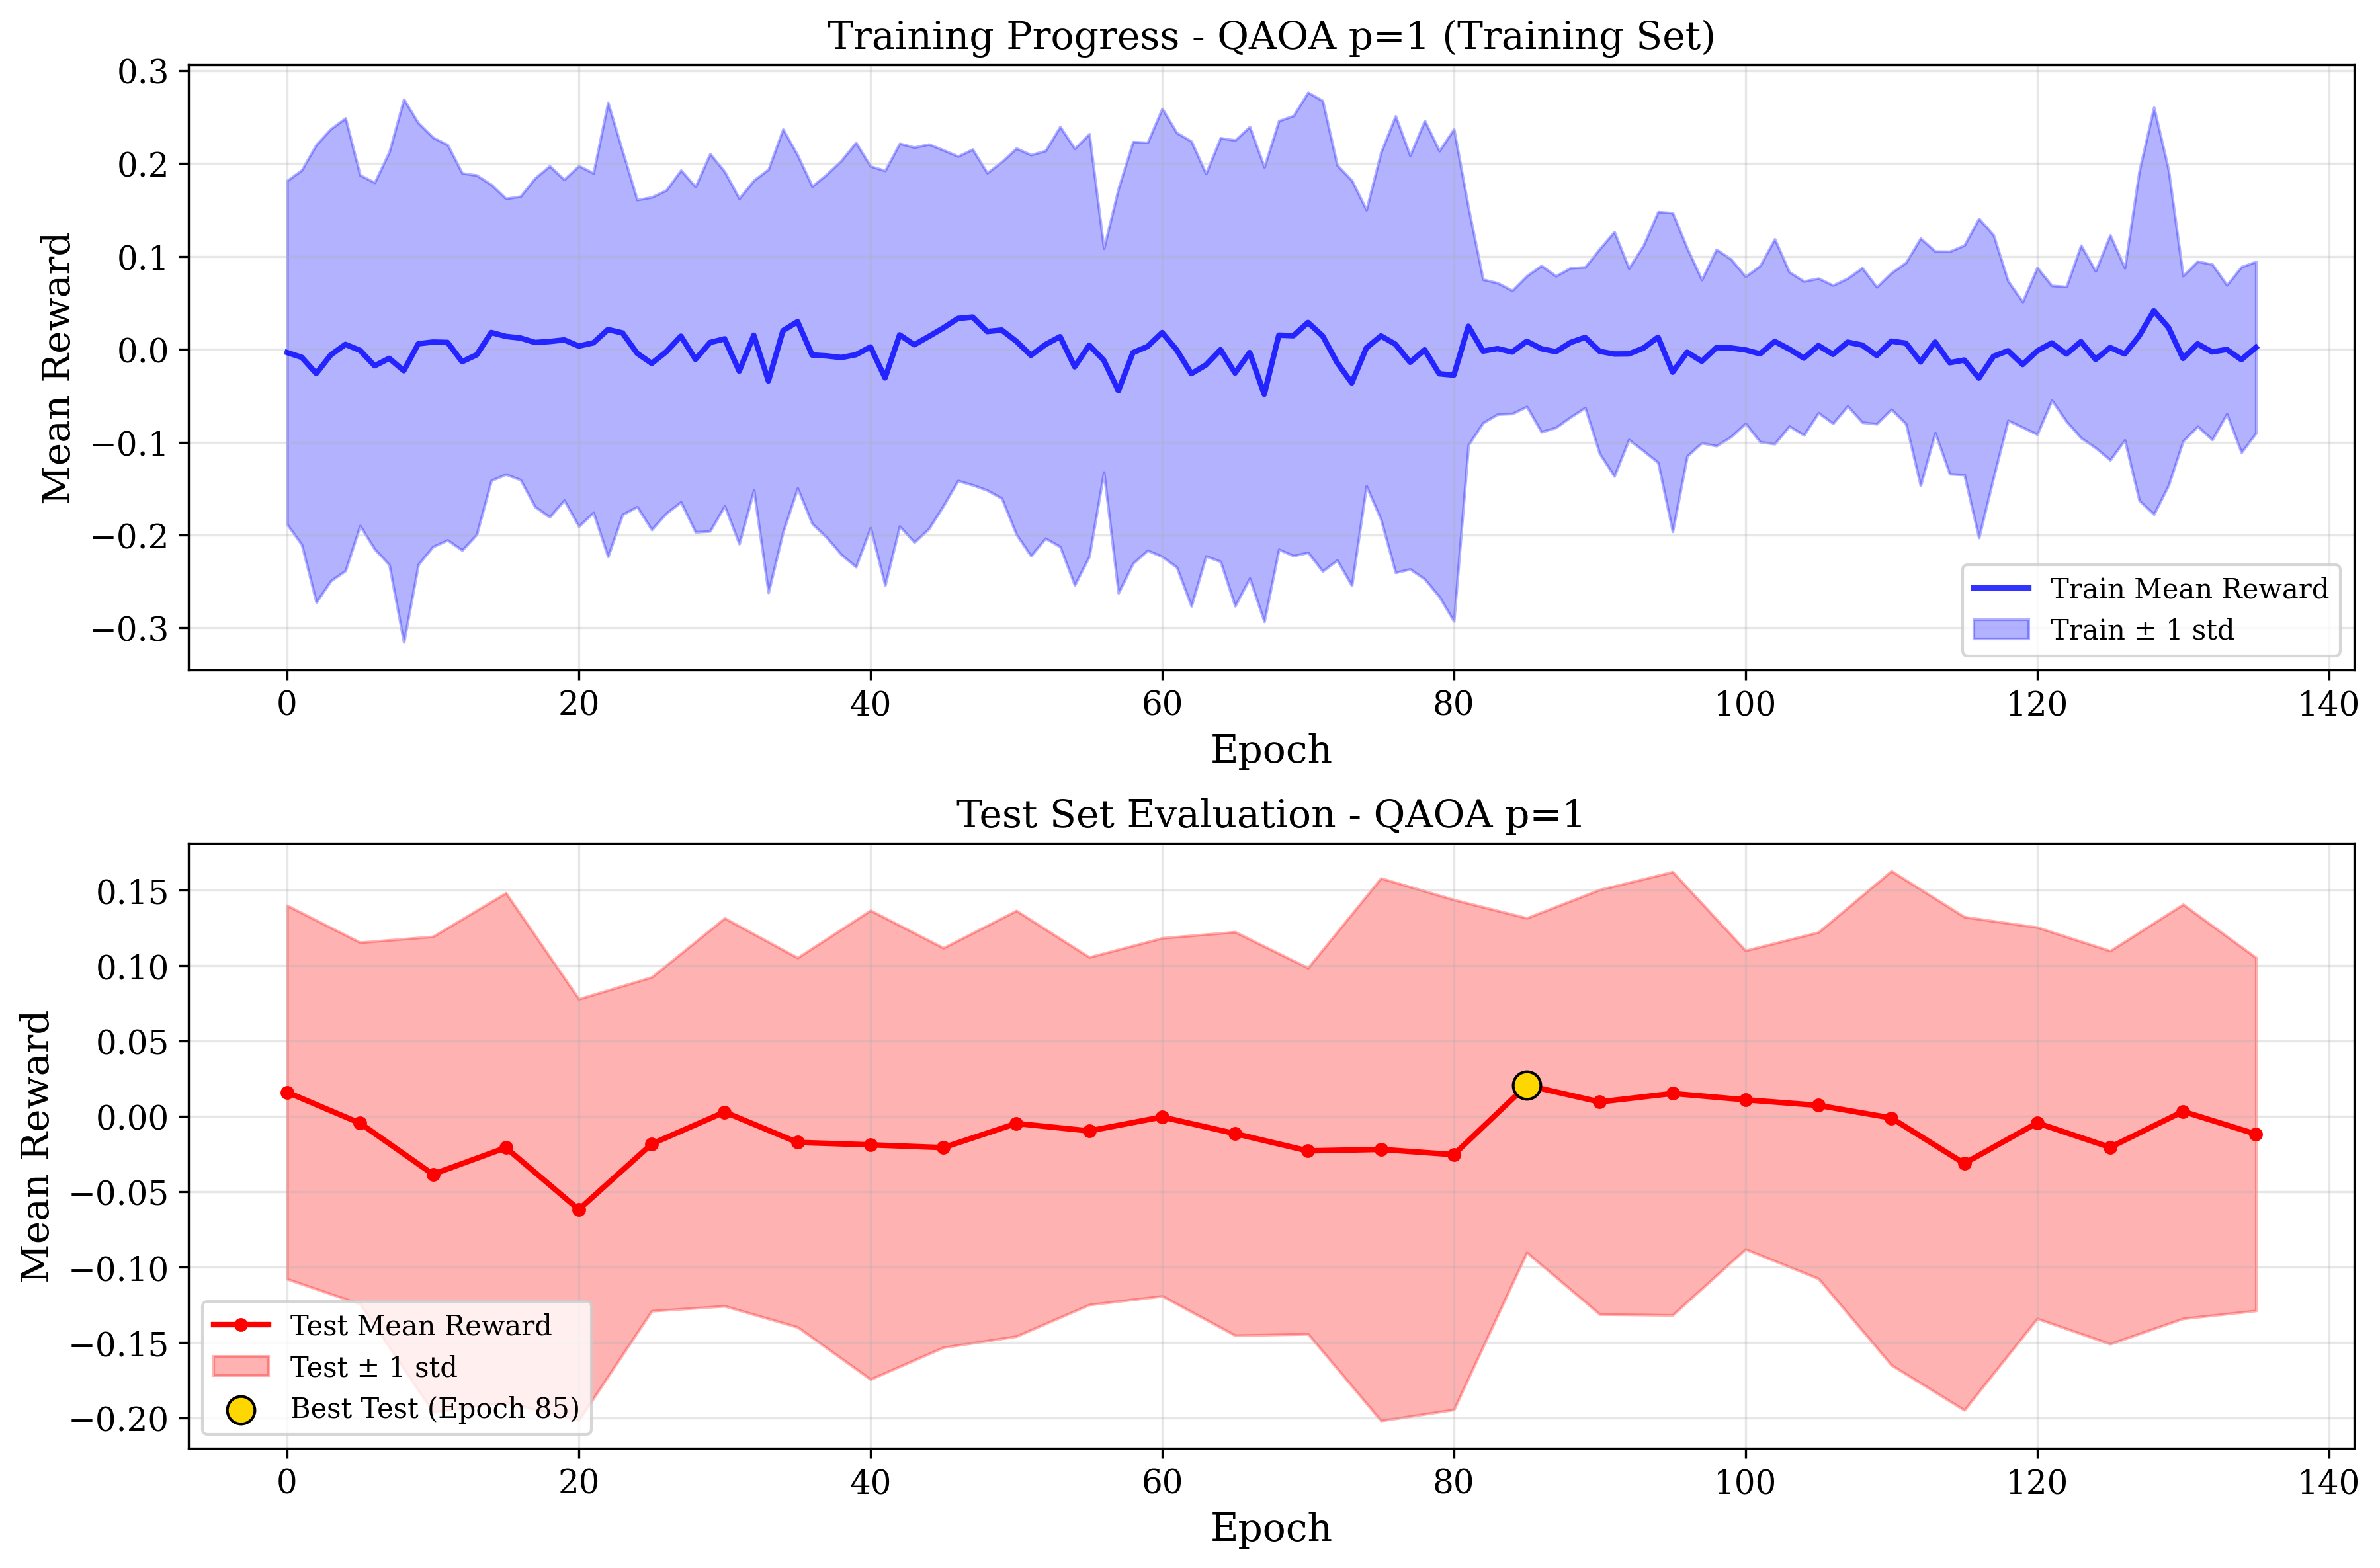 Training Progress - QAOA p=1 (Training Set)
Mean Reward
0.3
0.2
0.1
0.0
−0.1
−0.2
−0.3
Train Mean Reward
Train ± 1 std
0 20 40 60 80 100 120 140
Epoch
Test Set Evaluation - QAOA p=1
Mean Reward
0.15
0.10
0.05
0.00
−0.05
−0.10
−0.15
−0.20
Test Mean Reward
Test ± 1 std
Best Test (Epoch 85)
0 20 40 60 80 100 120 140
Epoch